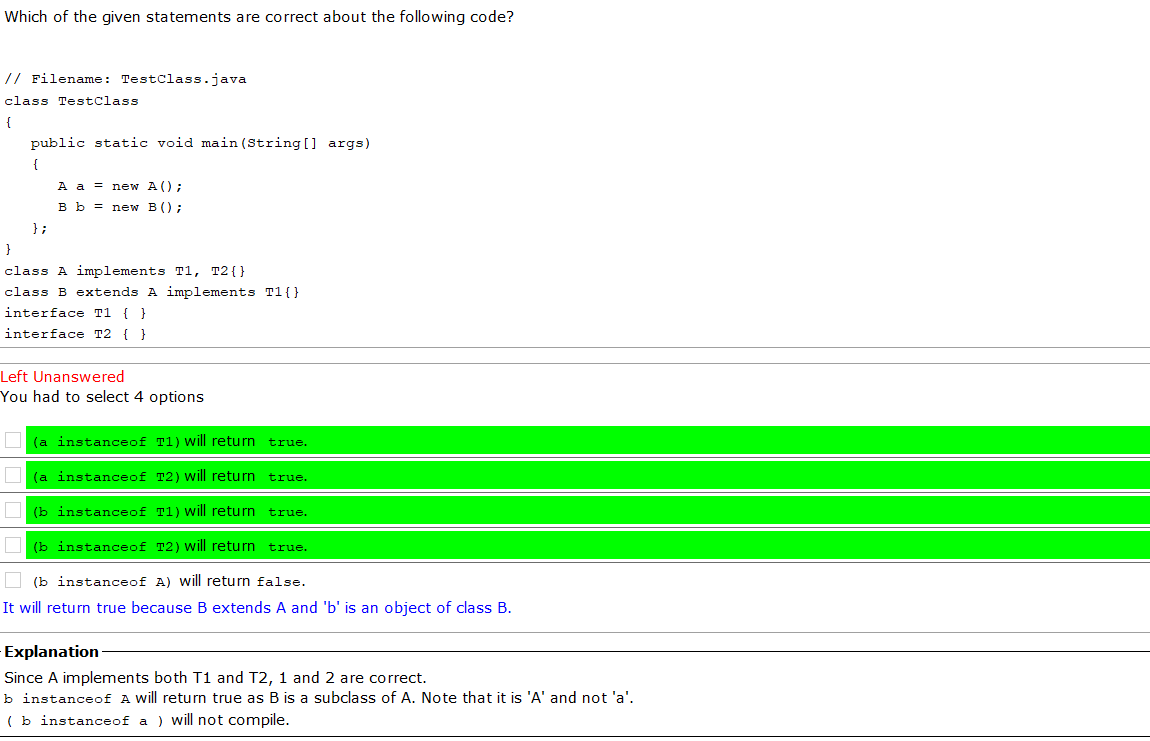 Which of the given statements are correct about the following code?
// Filename: TestClass.java
class TestClass
{
public static void main(String[] args)
{
A a = new A();
B b = new B();
};
}
class A implements T1, T2{}
class B extends A implements T1{}
interface T1 { }
interface T2 { }
Left Unanswered
You had to select 4 options
(a instanceof T1) will return true.
(a instanceof T2) will return true.
(b instanceof T1) will return true.
(b instanceof T2) will return true.
(b instanceof A) will return false.
It will return true because B extends A and 'b' is an object of class B.
Explanation
Since A implements both T1 and T2, 1 and 2 are correct.
b instanceof A will return true as B is a subclass of A. Note that it is 'A' and not 'a'.
( b instanceof a ) will not compile.